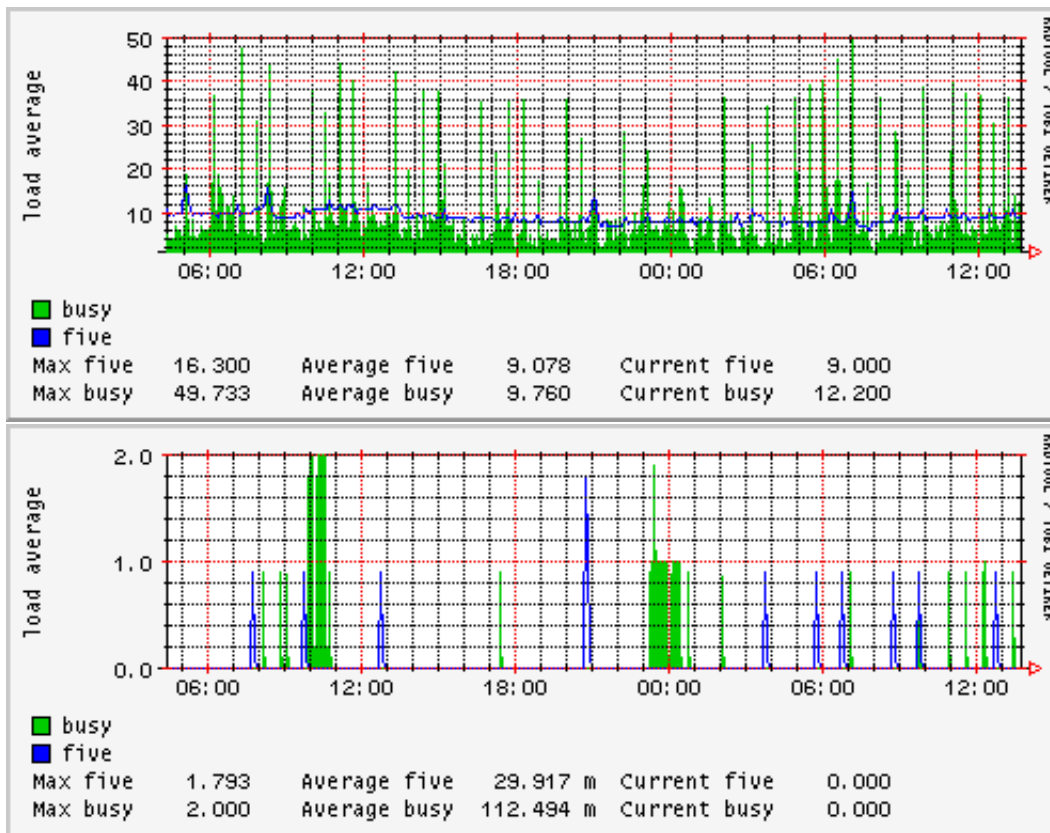 load average
50
40
30
20
10
06:00 12:00 18:00 00:00 06:00 12:00
busy
five
Max five 16.300 Average five 9.078 Current five 9.000
Max busy 49.733 Average busy 9.760 Current busy 12.200
load average
2.0
1.0
0.0
06:00 12:00 18:00 00:00 06:00 12:00
busy
five
Max five 1.793 Average five 29.917 m Current five 0.000
Max busy 2.000 Average busy 112.494 m Current busy 0.000